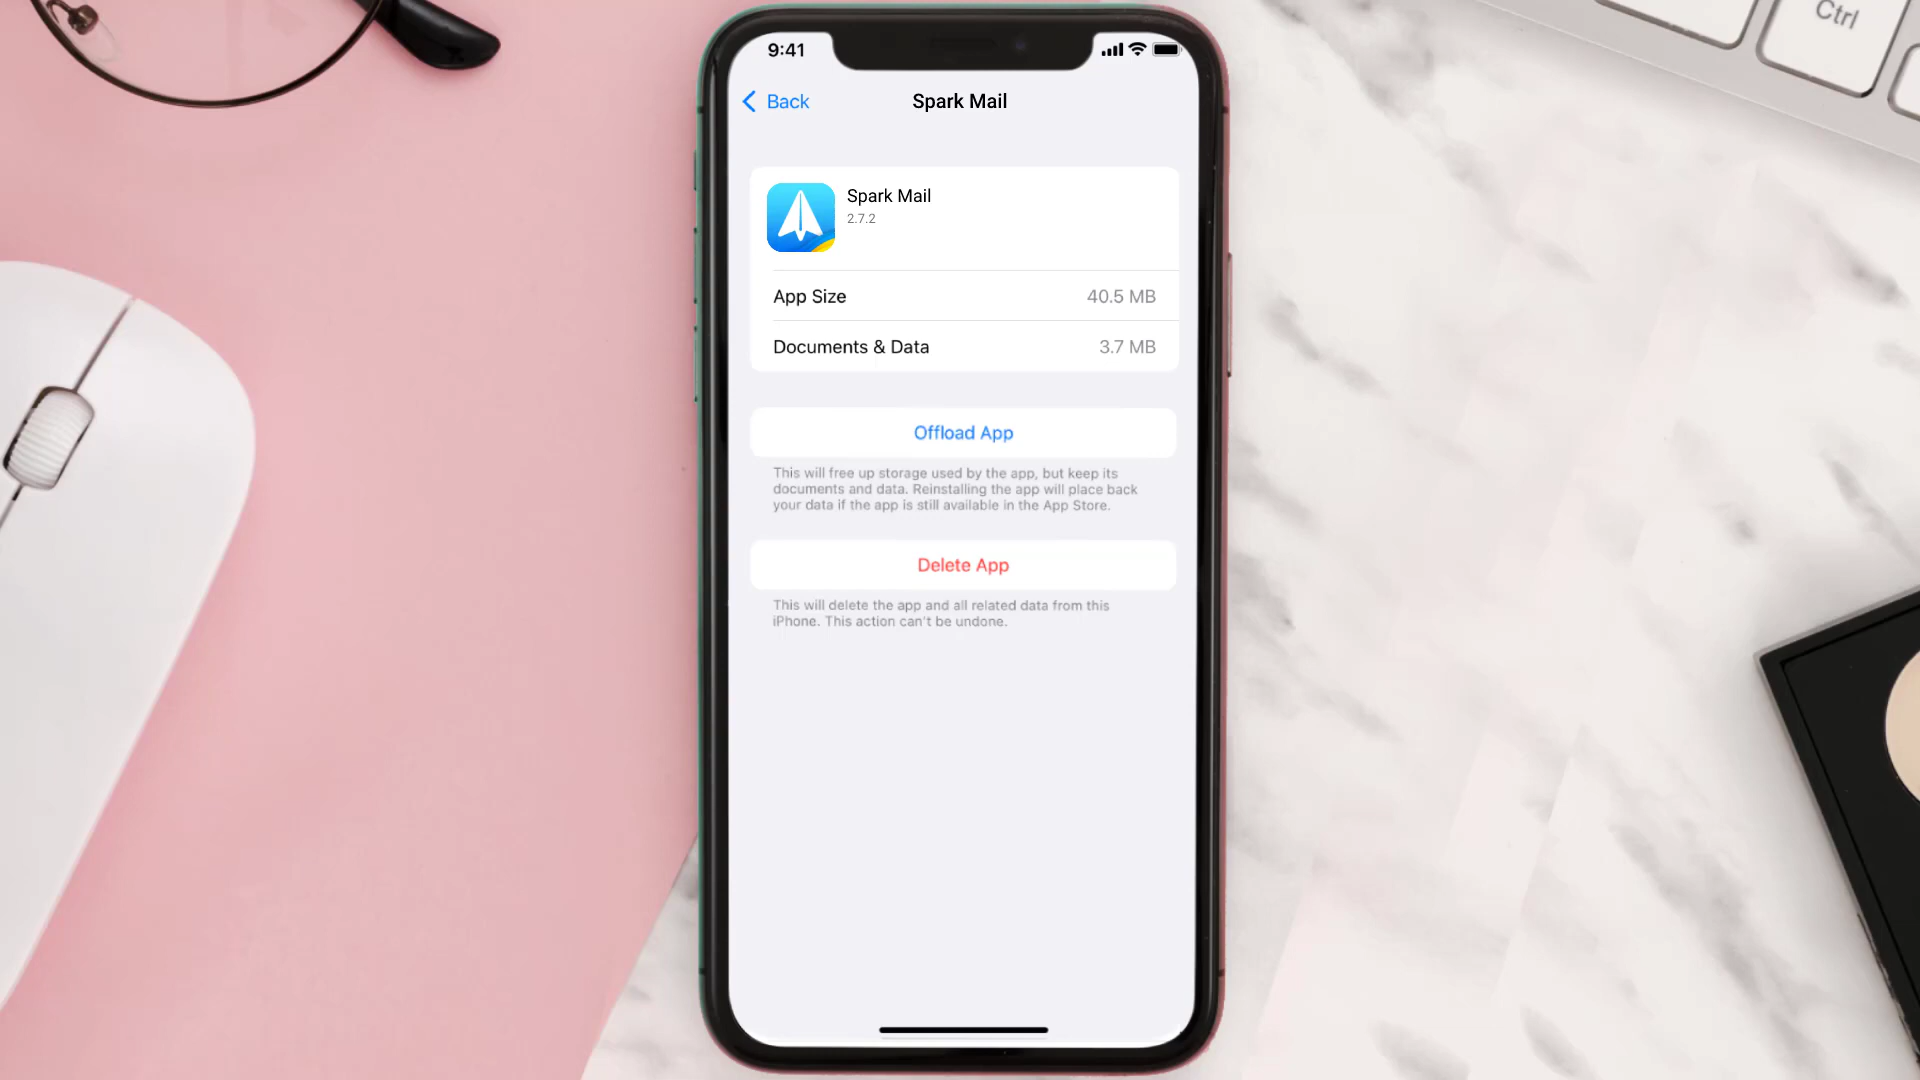 Ctrl
9:41
Back
Spark Mail
Spark Mail
2.7.2
App Size 40.5 MB
Documents & Data 3.7 MB
Offload App
This will free up storage used by the app, but keep its
documents and data. Reinstalling the app will place back
your data if the app is still available in the App Store.
Delete App
This will delete the app and all related data from this
iPhone. This action can't be undone.